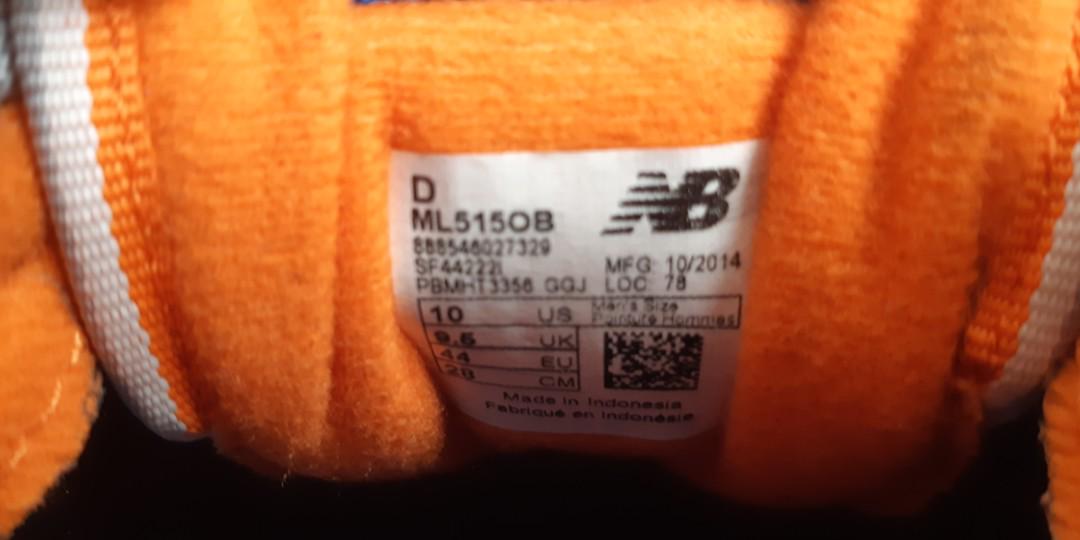 D
NB
ML515OB
888546027329
SF44222I
MFG: 10/2014
PBMHT3356 GGJ LOC: 78
10 US Men's Size
Pointure Hommes
9.5 UK
44 EU
28 CM
Made in Indonesia
Fabriqué en Indonésie